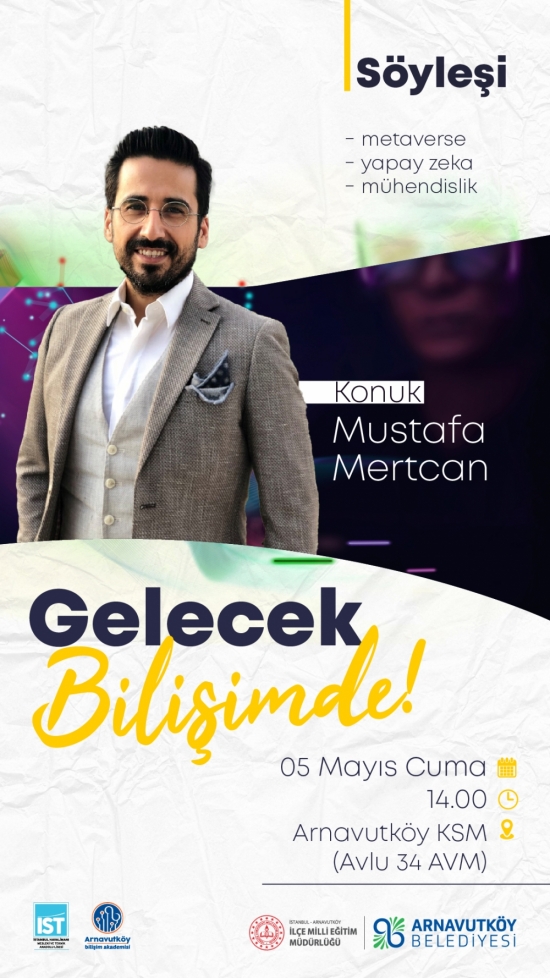 Söyleşi
- metaverse
- yapay zeka
- mühendislik
Konuk
Mustafa
Mertcan
Gelecek
Bilişimde!
05 Mayıs Cuma
14.00
Arnavutköy KSM
(Avlu 34 AVM)
IST
Arnavutköy
bilişim akademisi
İSTANBUL - ARNAVUTKÖY
İLÇE MİLLİ EĞİTİM
MÜDÜRLÜĞÜ
ARNAVUTKÖY
BELEDİYESİ